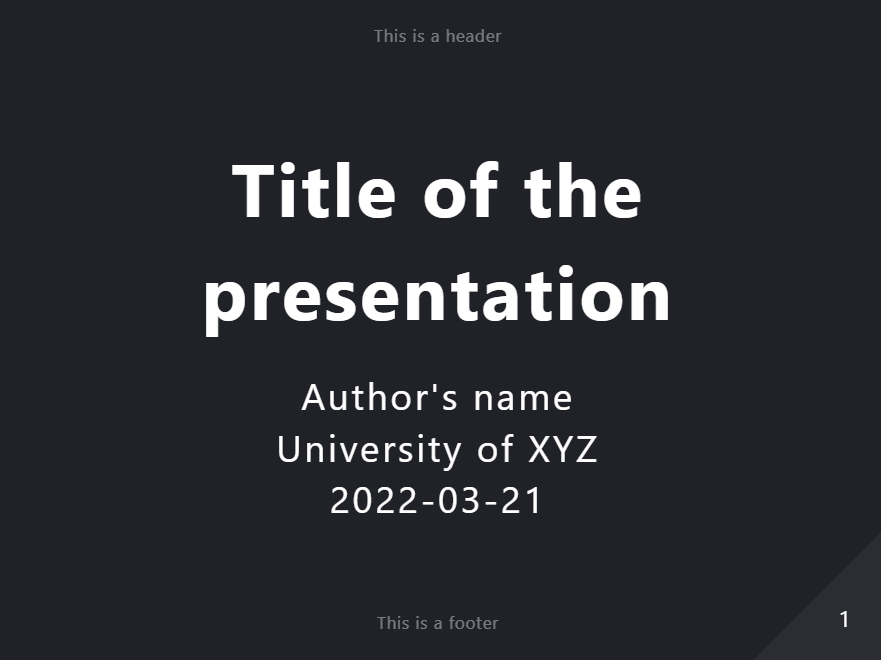 This is a header
Title of the
presentation
Author's name
University of XYZ
2022-03-21
This is a footer
1